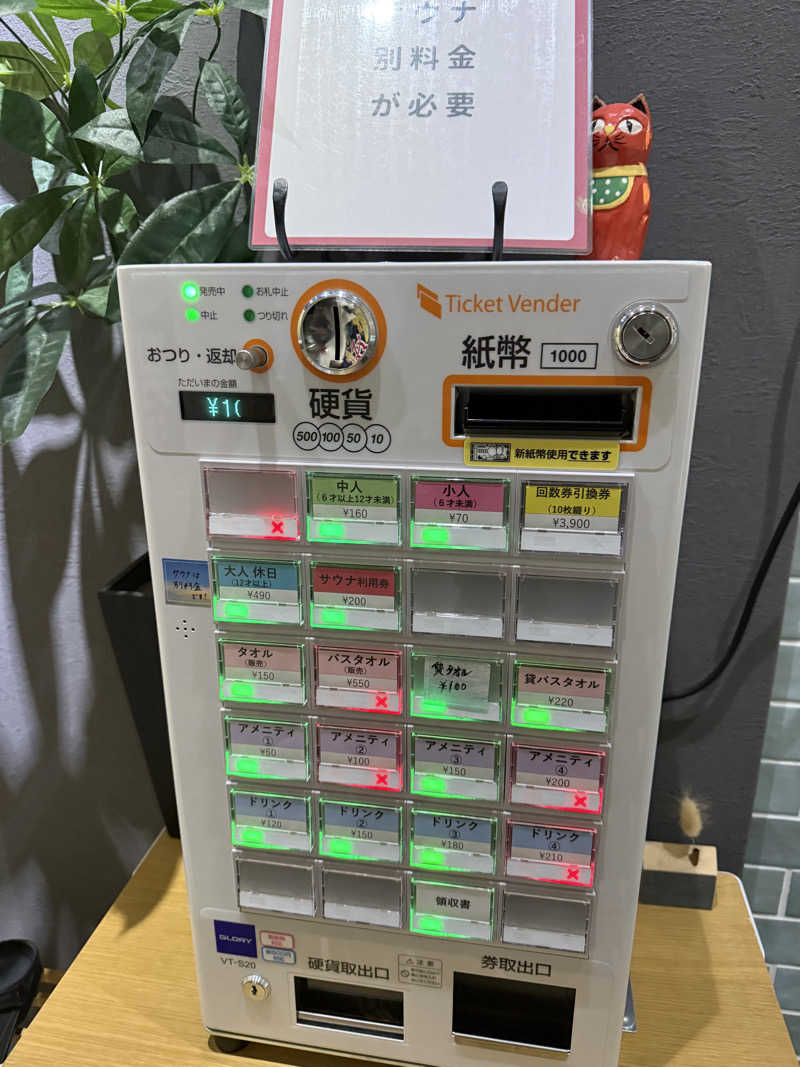 ウナ
別料金
が必要
発売中
お札中止
中止
つり切れ
Ticket Vender
おつり・返却
ただいまの金額
¥1(
硬貨
500 100 50 10
紙幣 1000
新紙幣使用できます
中人
(6才以上12才未満)
¥160
小人
(6才未満)
¥70
回数券引換券
(10枚綴り)
¥3,900
サウナは
です!
大人 休日
(12才以上)
¥490
サウナ利用券
¥200
タオル
(販売)
¥150
バスタオル
(販売)
¥550
貸タオル
¥100
貸バスタオル
¥220
アメニティ
①
¥50
アメニティ
②
¥100
アメニティ
③
¥150
アメニティ
④
¥200
ドリンク
①
¥120
ドリンク
②
¥150
ドリンク
③
¥180
ドリンク
④
¥210
領収書
GLORY
VT-S20
硬貨取出口
注意
券取出口